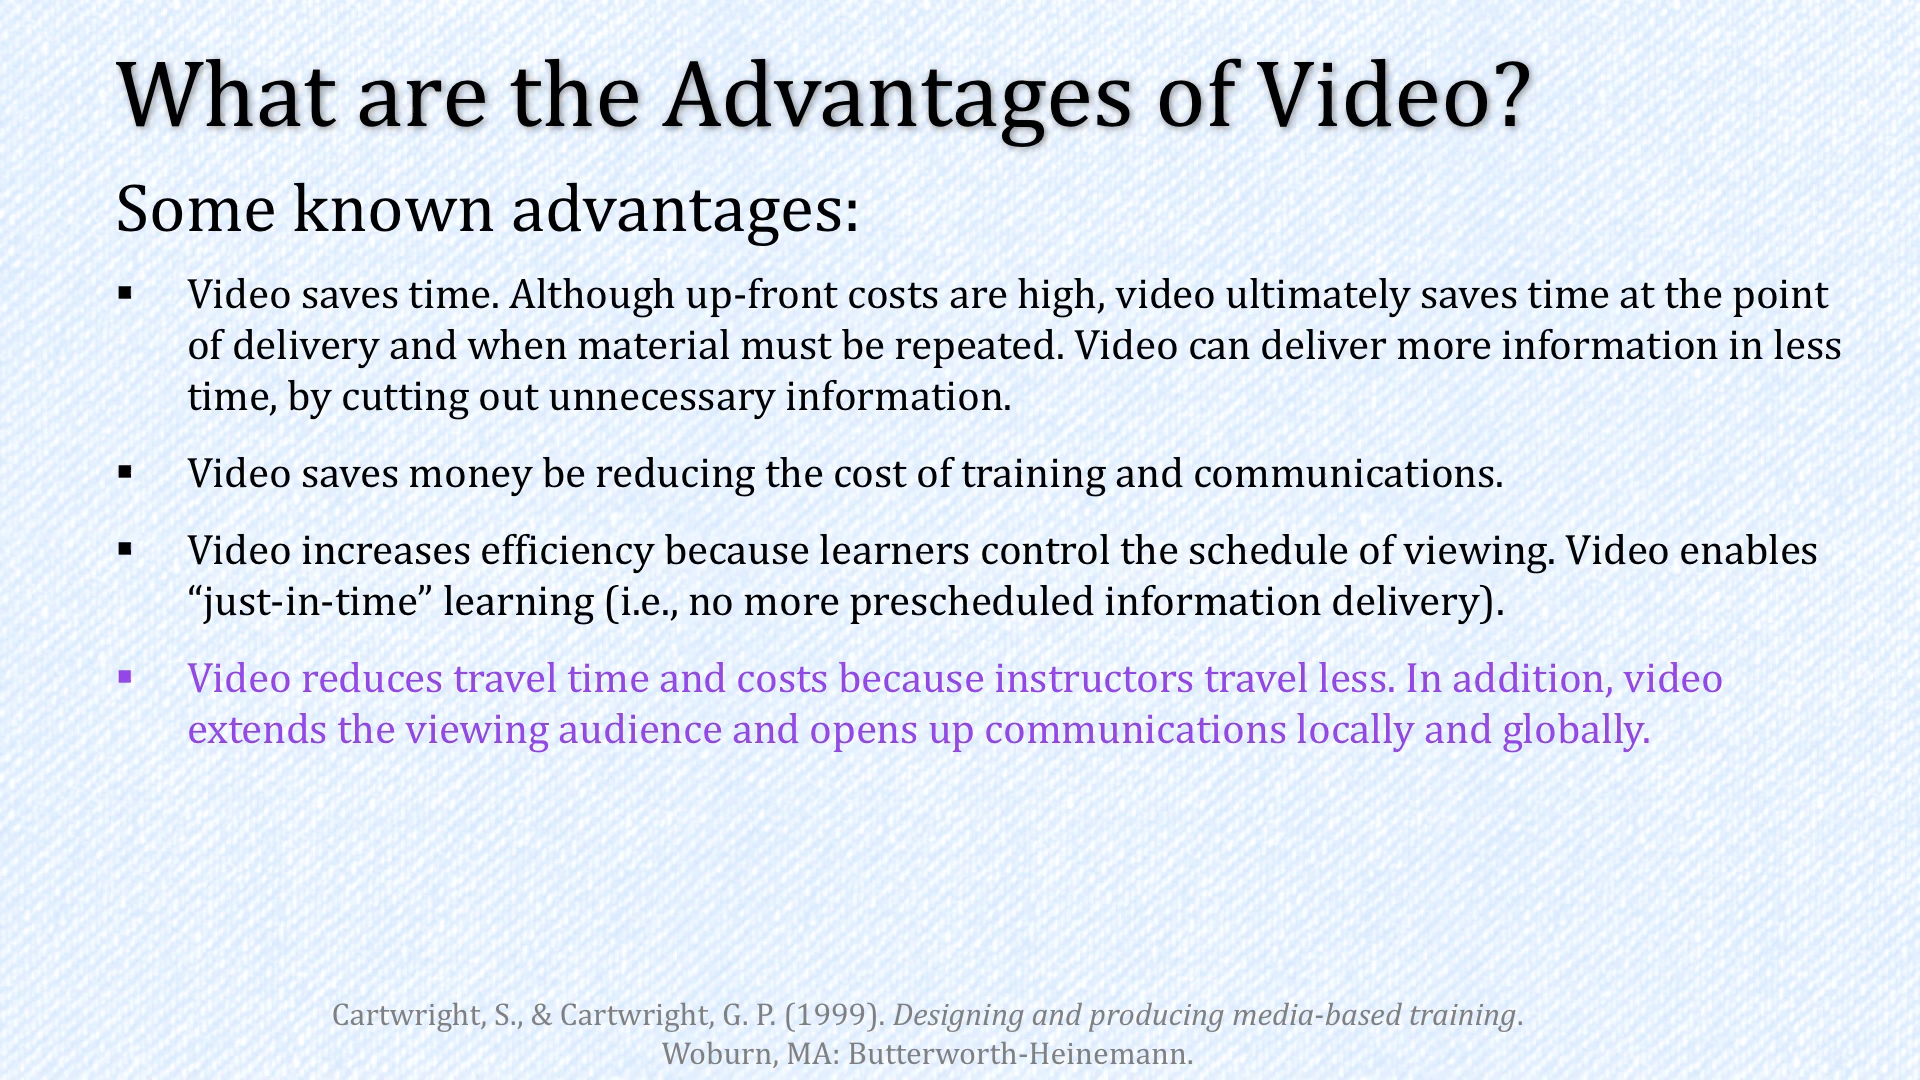 What are the Advantages of Video?
Some known advantages:
▪ Video saves time. Although up-front costs are high, video ultimately saves time at the point
of delivery and when material must be repeated. Video can deliver more information in less
time, by cutting out unnecessary information.
▪ Video saves money be reducing the cost of training and communications.
▪ Video increases efficiency because learners control the schedule of viewing. Video enables
“just-in-time” learning (i.e., no more prescheduled information delivery).
▪ Video reduces travel time and costs because instructors travel less. In addition, video
extends the viewing audience and opens up communications locally and globally.
Cartwright, S., & Cartwright, G. P. (1999). Designing and producing media-based training.
Woburn, MA: Butterworth-Heinemann.